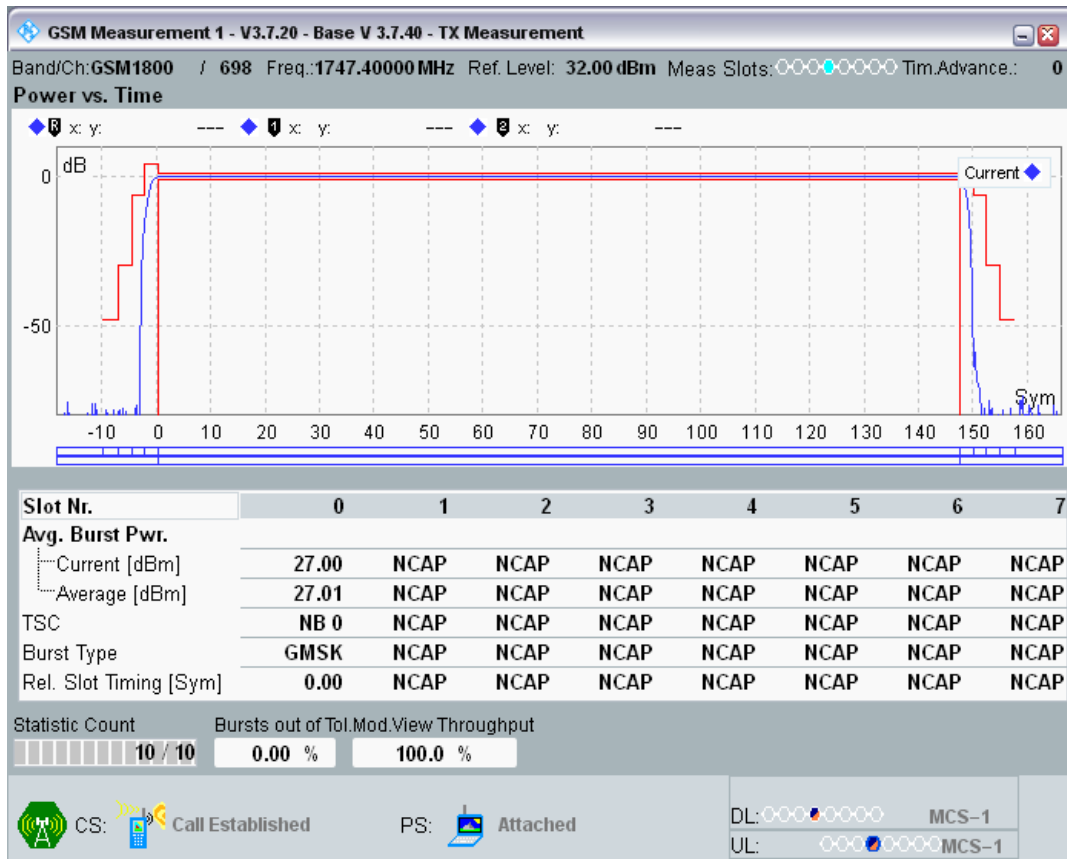 GSM Measurement 1 - V3.7.20 - Base V 3.7.40 - TX Measurement
Band/Ch:GSM1800 / 698 Freq.:1747.40000 MHz Ref. Level: 32.00 dBm Meas Slots: Tim.Advance.: 0
Power vs. Time
R x: y: --- 1 x: y: --- 2 x: y: ---
dB
Current
0
-50
Sym
-10 0 10 20 30 40 50 60 70 80 90 100 110 120 130 140 150 160
Slot Nr. 0 1 2 3 4 5 6 7
Avg. Burst Pwr.
Current [dBm] 27.00 NCAP NCAP NCAP NCAP NCAP NCAP NCAP
Average [dBm] 27.01 NCAP NCAP NCAP NCAP NCAP NCAP NCAP
TSC NB 0 NCAP NCAP NCAP NCAP NCAP NCAP NCAP
Burst Type GMSK NCAP NCAP NCAP NCAP NCAP NCAP NCAP
Rel. Slot Timing [Sym] 0.00 NCAP NCAP NCAP NCAP NCAP NCAP NCAP
Statistic Count Bursts out of Tol. Mod.View Throughput
10 / 10 0.00 % 100.0 %
CS: Call Established PS: Attached
DL: MCS-1
UL: MCS-1